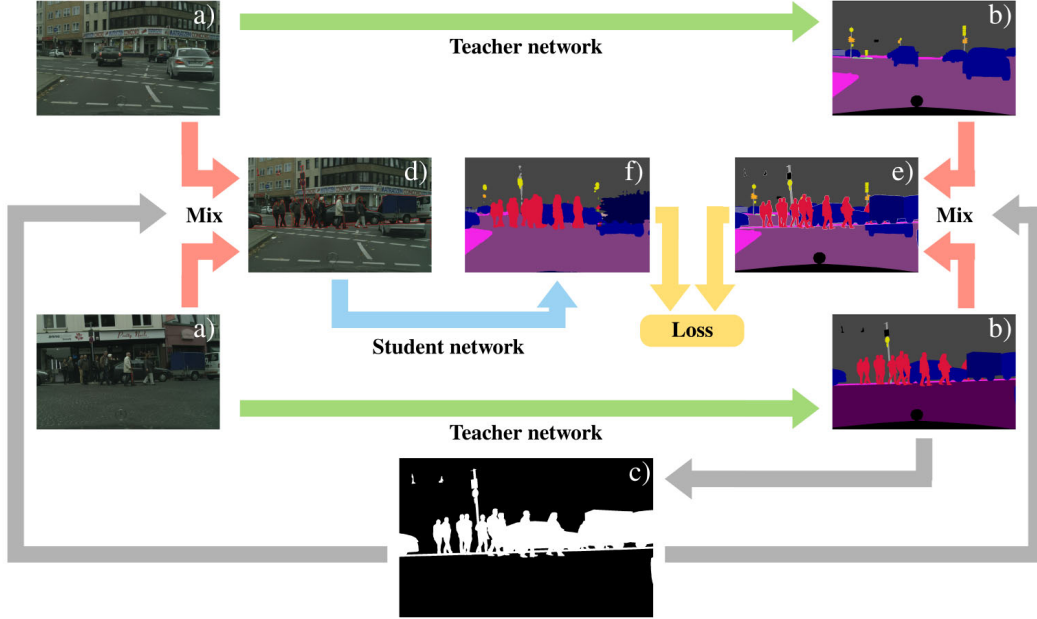 a)
b)
Teacher network
d)
f)
e)
Mix
Mix
a)
b)
Loss
Student network
Teacher network
c)